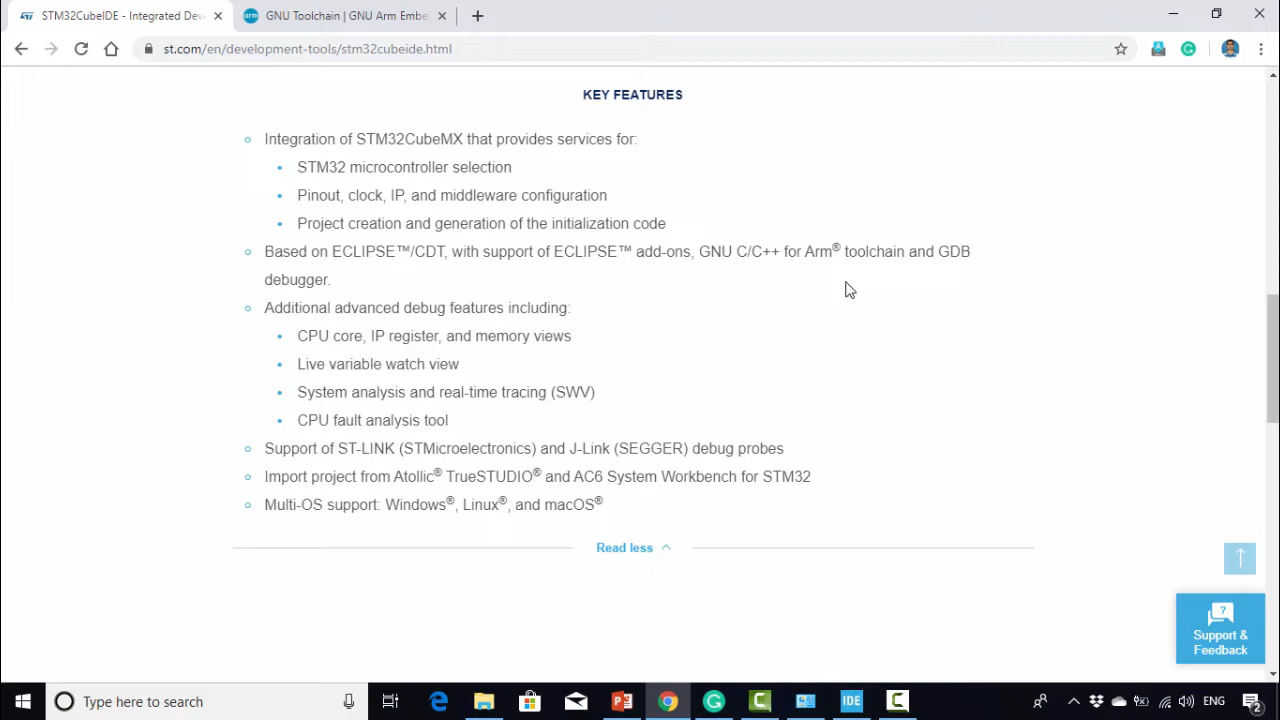 STM32CubeIDE - Integrated Dev
arm
GNU Toolchain | GNU Arm Embe
st.com/en/development-tools/stm32cubeide.html
KEY FEATURES
Integration of STM32CubeMX that provides services for:
STM32 microcontroller selection
Pinout, clock, IP, and middleware configuration
Project creation and generation of the initialization code
Based on ECLIPSE™/CDT, with support of ECLIPSE™ add-ons, GNU C/C++ for Arm® toolchain and GDB
debugger.
Additional advanced debug features including:
CPU core, IP register, and memory views
Live variable watch view
System analysis and real-time tracing (SWV)
CPU fault analysis tool
Support of ST-LINK (STMicroelectronics) and J-Link (SEGGER) debug probes
Import project from Atollic® TrueSTUDIO® and AC6 System Workbench for STM32
Multi-OS support: Windows®, Linux®, and macOS®
Read less
Support &
Feedback
Type here to search
IDE
ENG
2